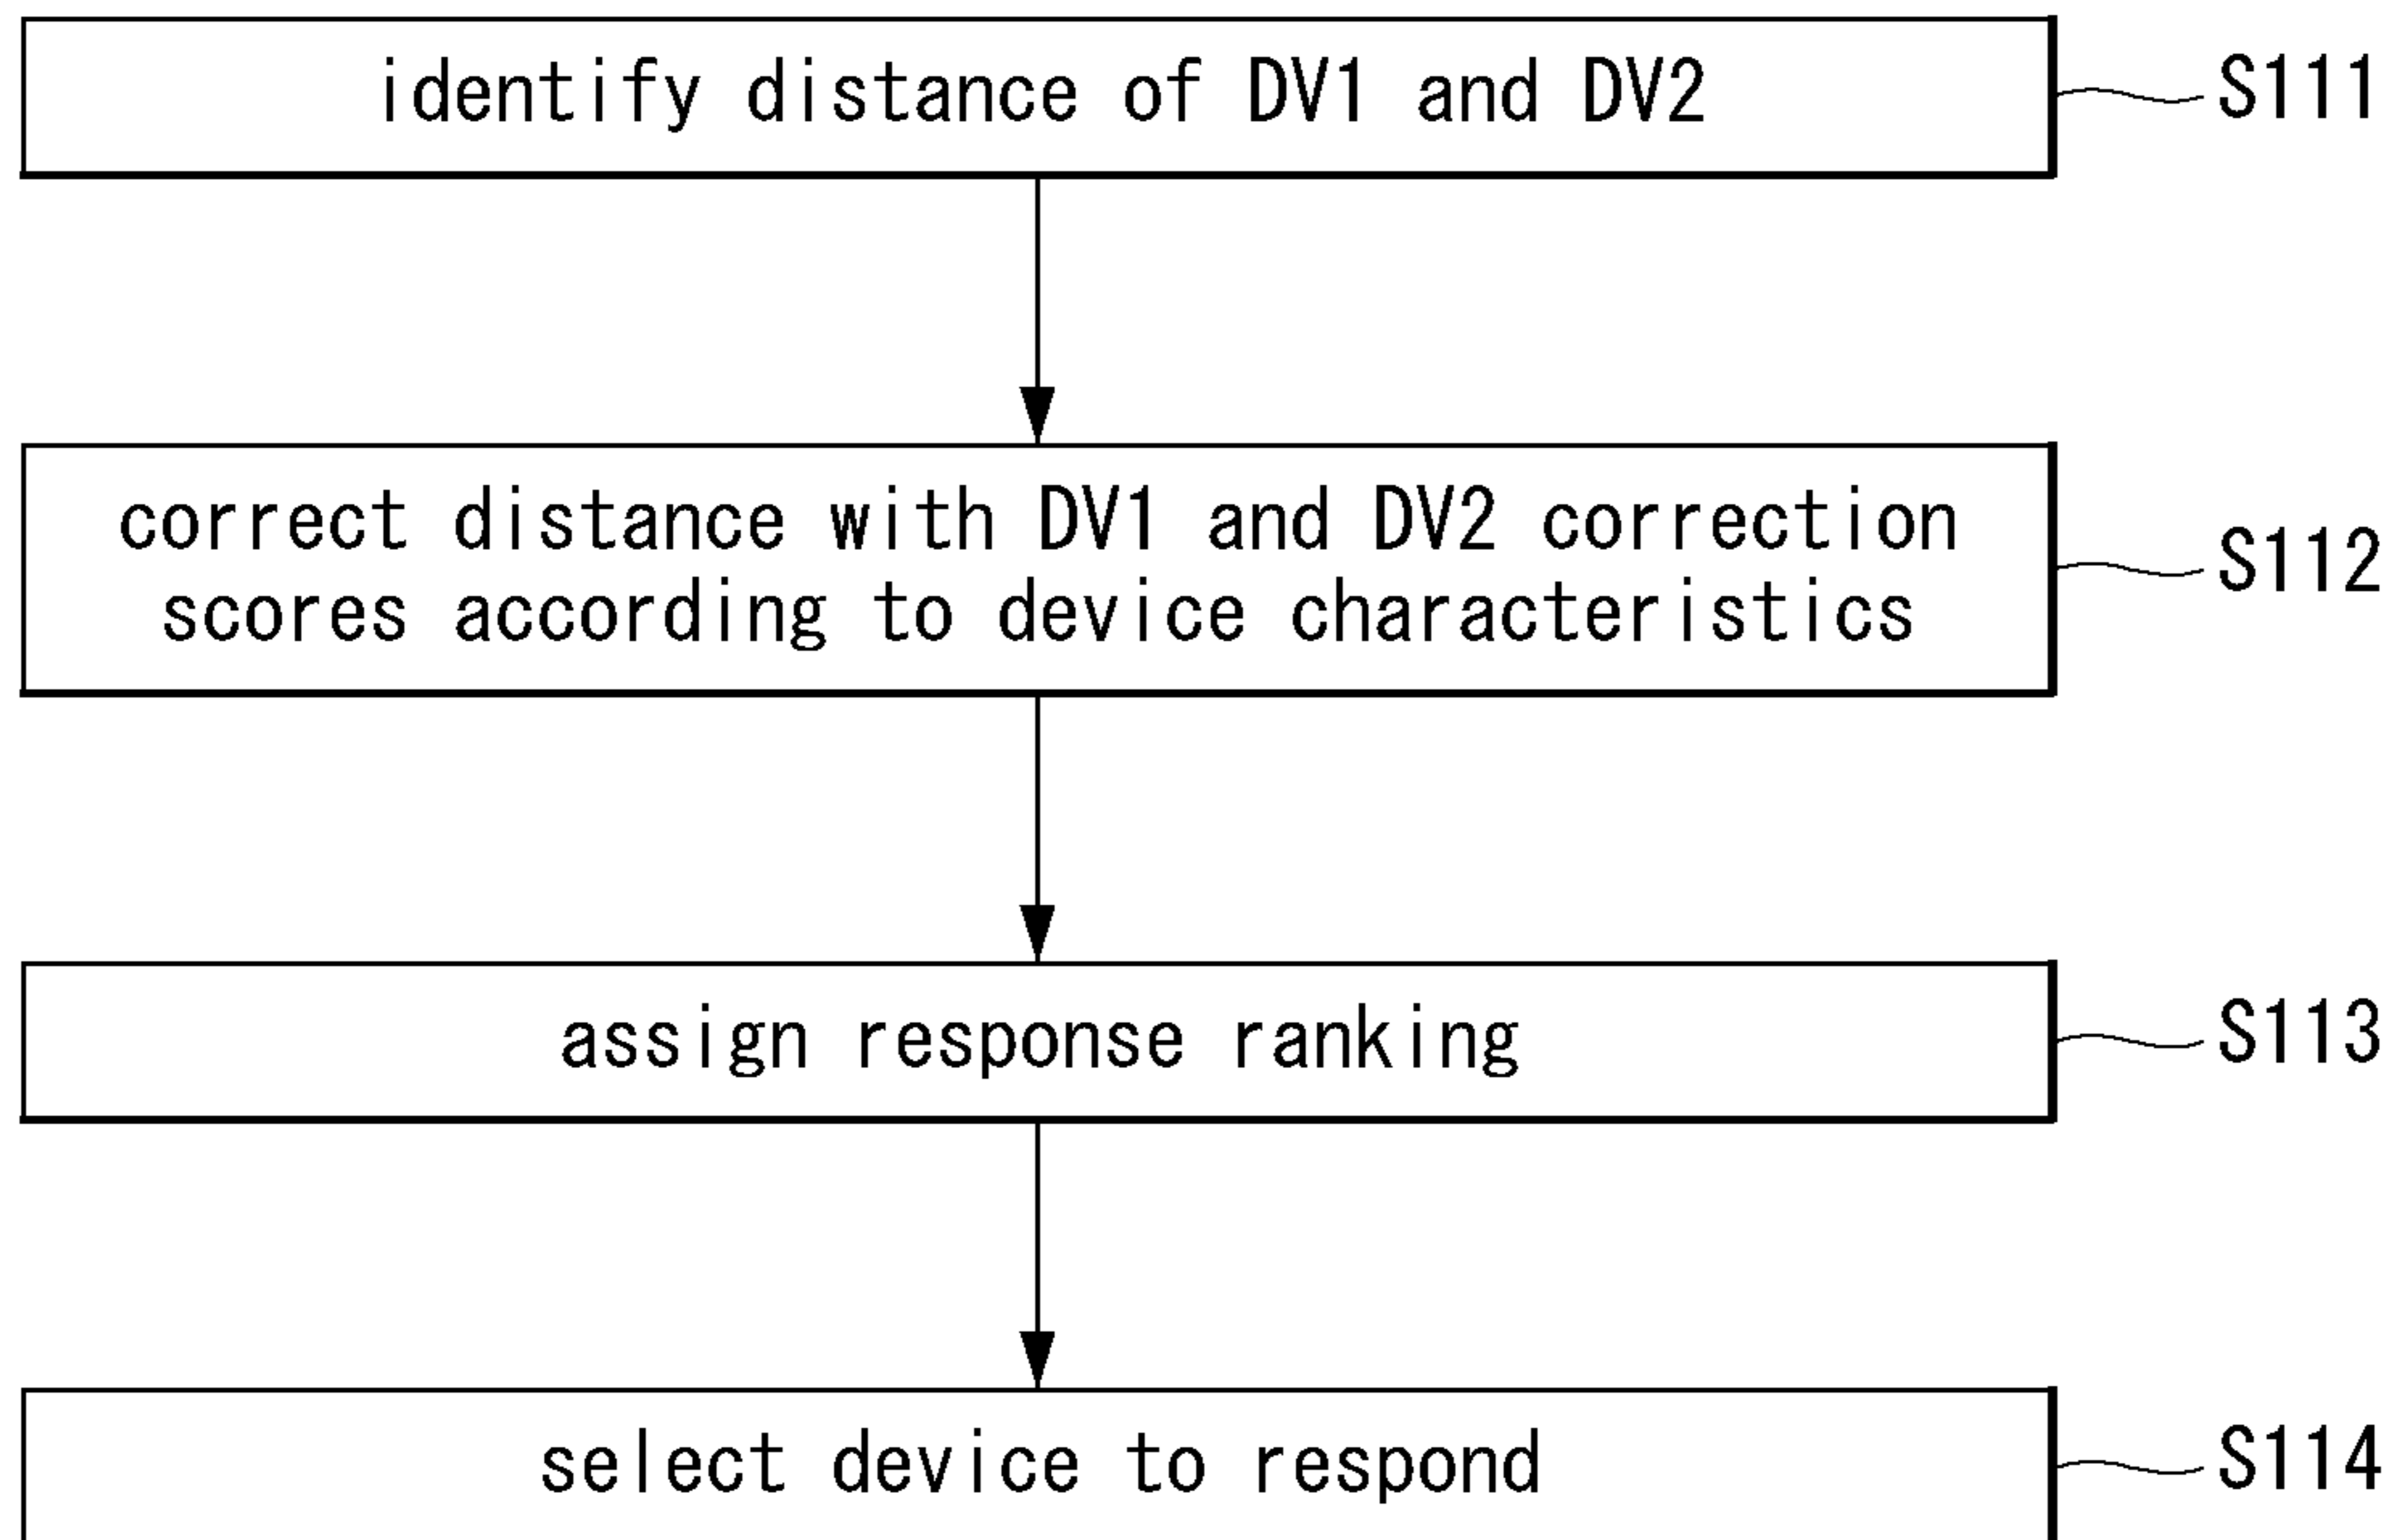 identify distance of DV1 and DV2
S111
correct distance with DV1 and DV2 correction
scores according to device characteristics
S112
assign response ranking
S113
select device to respond
S114